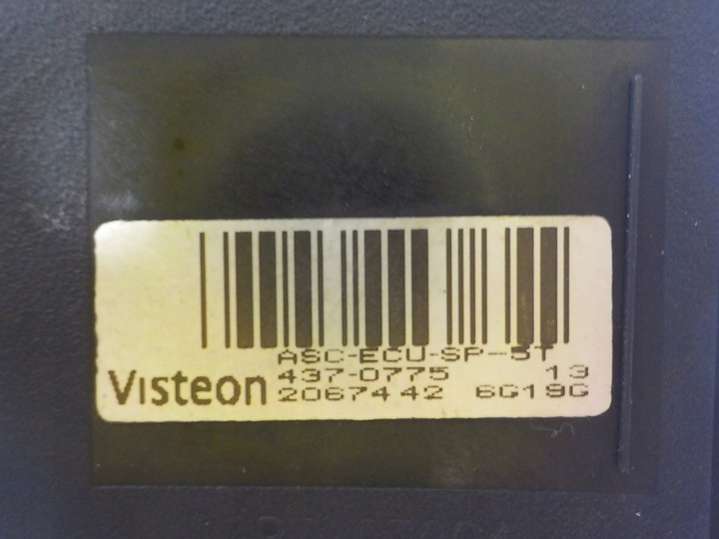 ASC-ECU-SP-5T
437-0775 13
Visteon 2067442 6G19G